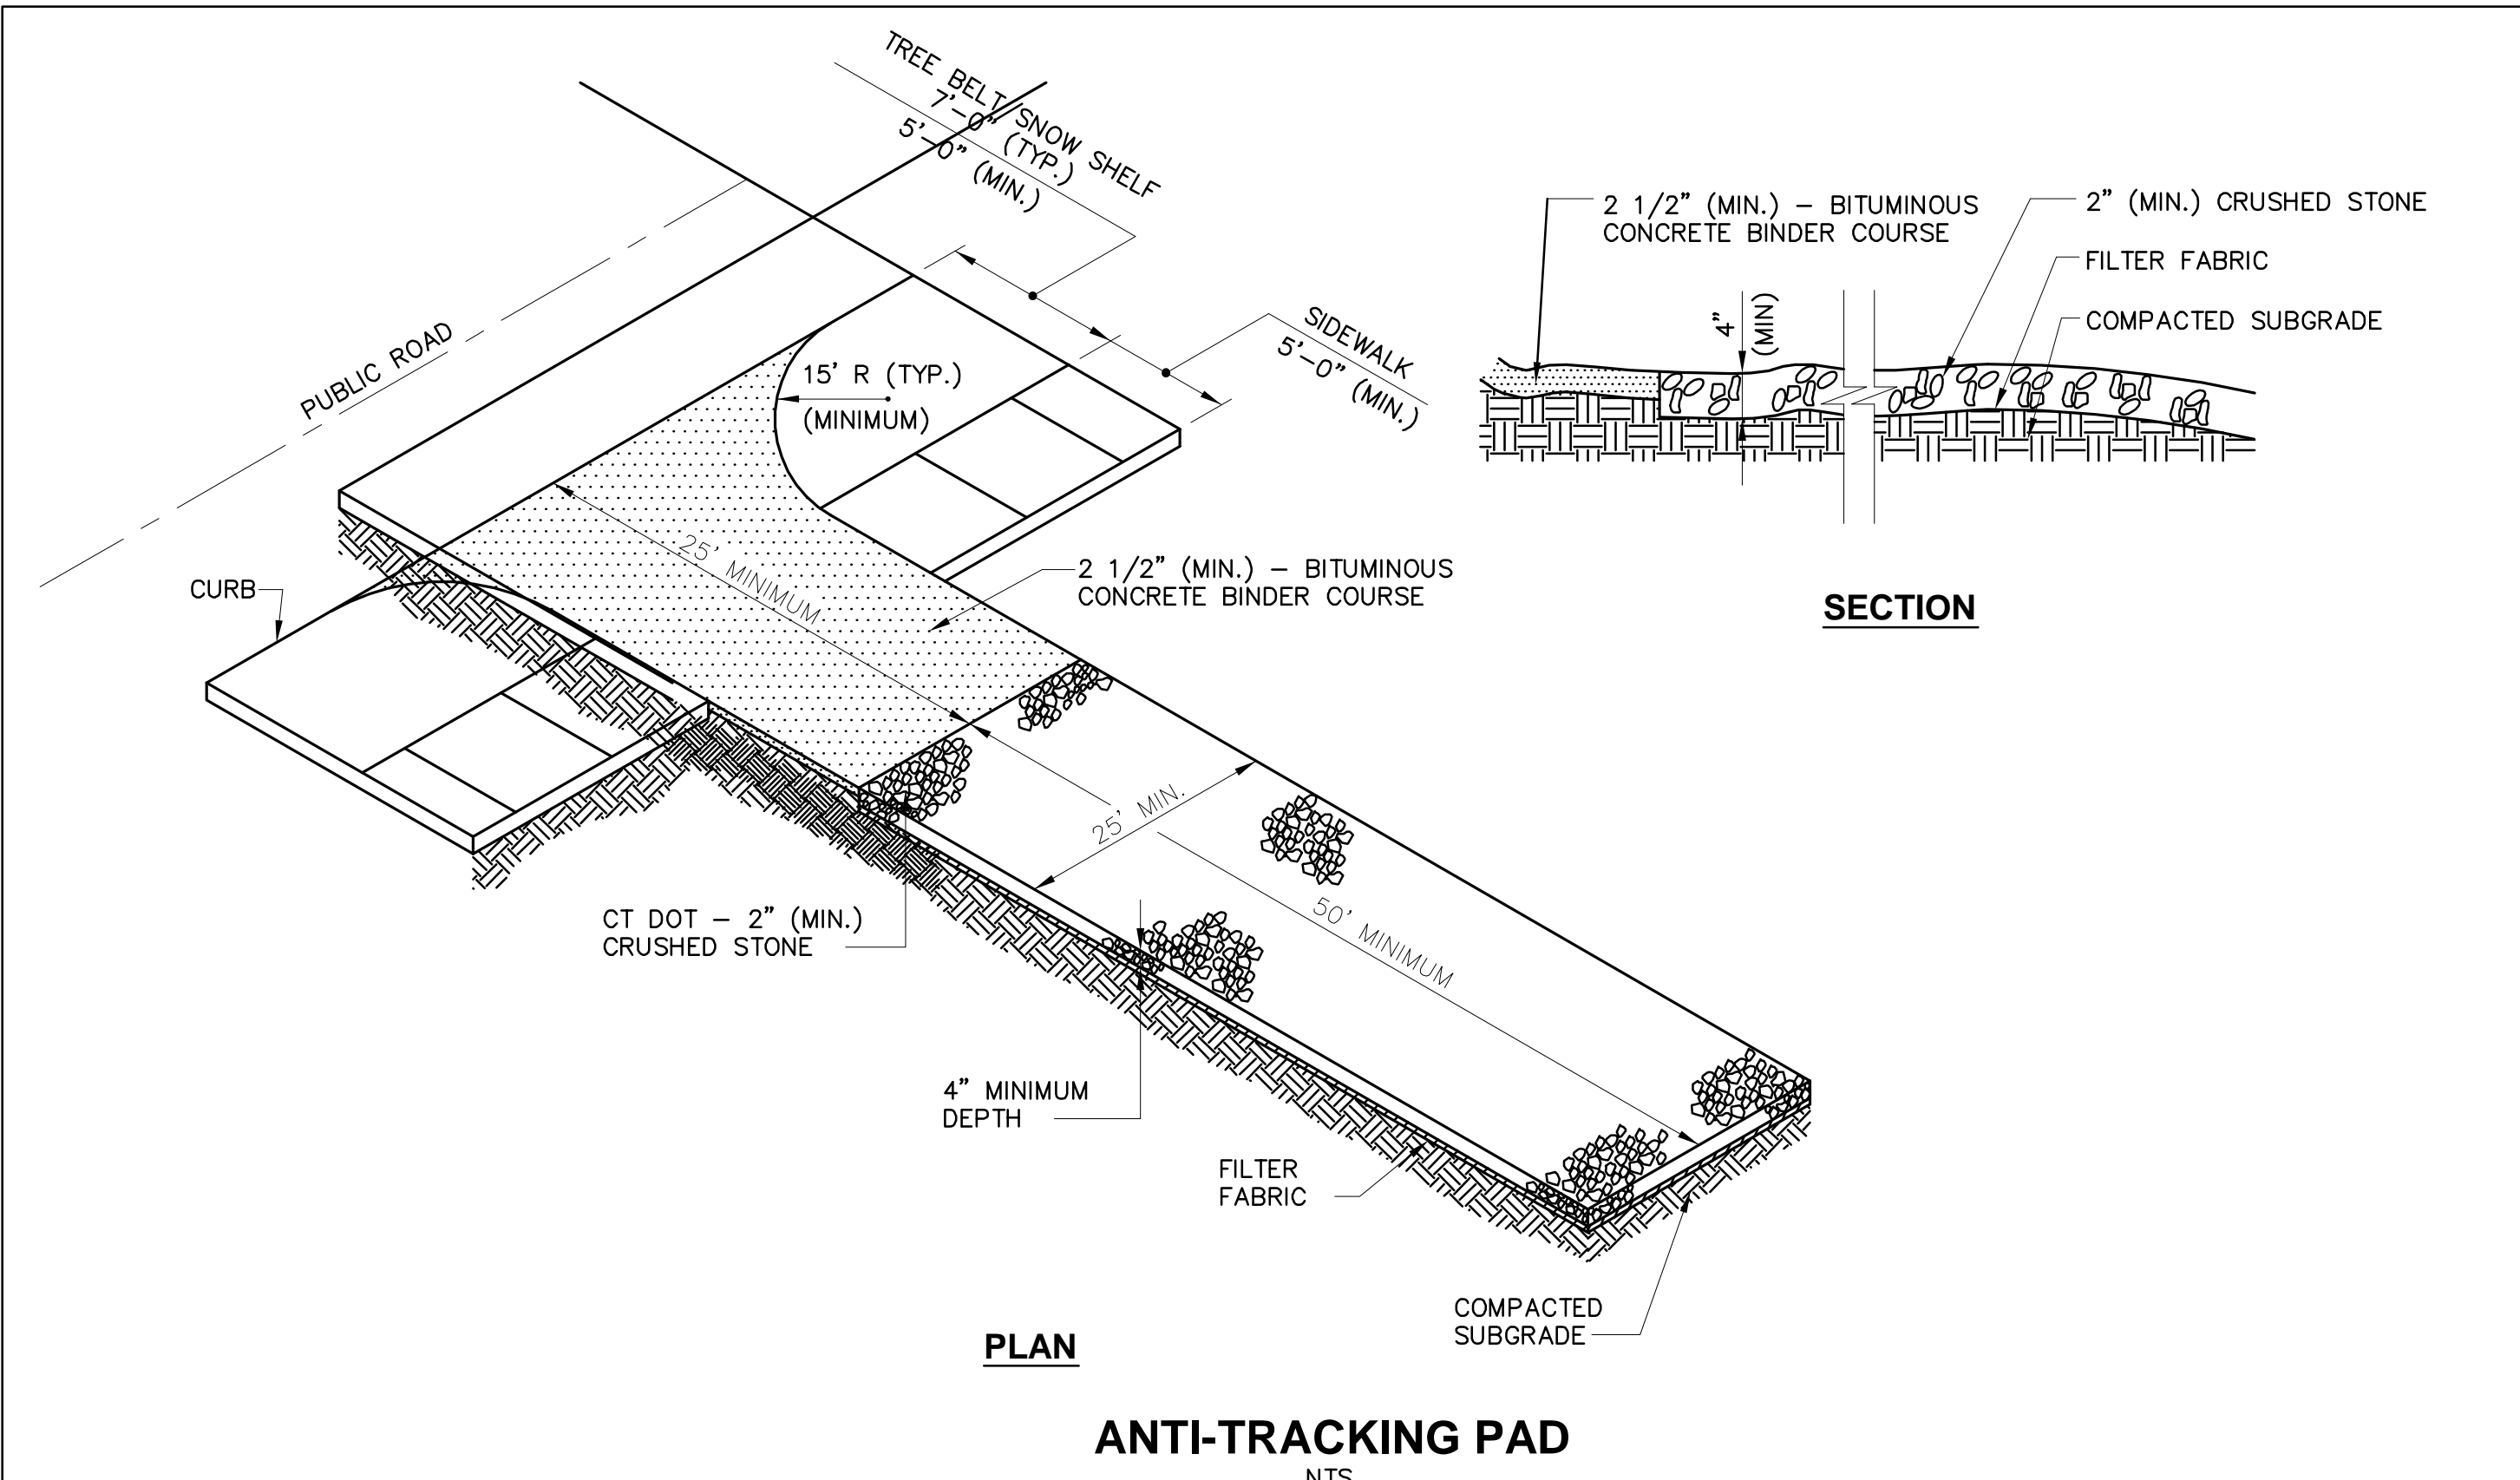 TREE BELT/SNOW SHELF
7'-0" (TYP.)
5'-0" (MIN.)
SIDEWALK
5'-0" (MIN.)
PUBLIC ROAD
15' R (TYP.)
(MINIMUM)
25' MINIMUM
2 1/2" (MIN.) – BITUMINOUS
CONCRETE BINDER COURSE
CURB
25' MIN.
50' MINIMUM
CT DOT – 2" (MIN.)
CRUSHED STONE
4" MINIMUM
DEPTH
FILTER
FABRIC
COMPACTED
SUBGRADE
PLAN
2 1/2" (MIN.) – BITUMINOUS
CONCRETE BINDER COURSE
4"
(MIN)
2" (MIN.) CRUSHED STONE
FILTER FABRIC
COMPACTED SUBGRADE
SECTION
ANTI-TRACKING PAD
NTS